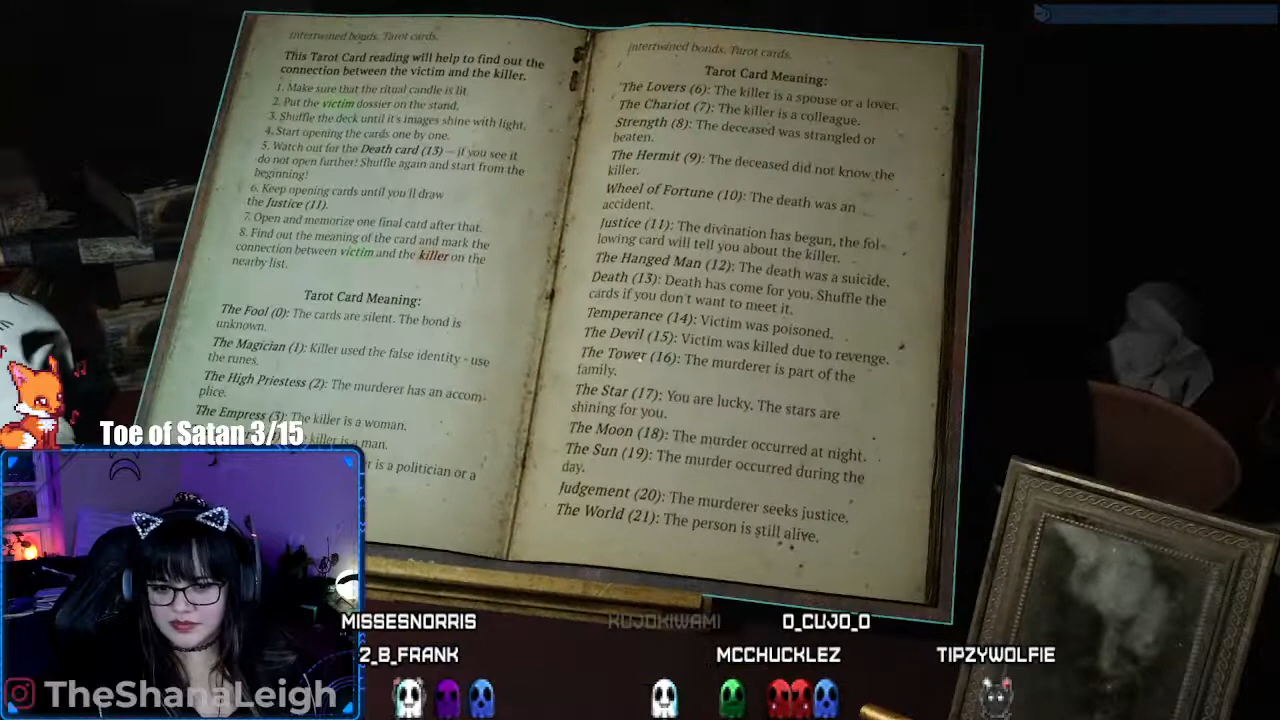 Intertwined bonds. Tarot cards.
This Tarot Card reading will help to find out the
connection between the victim and the killer.
1. Make sure that the ritual candle is lit.
2. Put the victim dossier on the stand.
3. Shuffle the deck until it's images shine with light.
4. Start opening the cards one by one.
5. Watch out for the Death card (13) – if you see it
do not open further! Shuffle again and start from the
beginning!
6. Keep opening cards until you'll draw
the Justice (11).
7. Open and memorize one final card after that.
8. Find out the meaning of the card and mark the
connection between victim and the killer on the
nearby list.
Tarot Card Meaning:
The Fool (0): The cards are silent. The bond is
unknown.
The Magician (1): Killer used the false identity - use
the runes.
The High Priestess (2): The murderer has an accom-
plice.
The Empress (3): The killer is a woman.
killer is a man.
is a politician or a
Intertwined bonds. Tarot cards.
Tarot Card Meaning:
The Lovers (6): The killer is a spouse or a lover.
The Chariot (7): The killer is a colleague.
Strength (8): The deceased was strangled or
beaten.
The Hermit (9): The deceased did not know the
killer.
Wheel of Fortune (10): The death was an
accident.
Justice (11): The divination has begun, the fol-
lowing card will tell you about the killer.
The Hanged Man (12): The death was a suicide.
Death (13): Death has come for you. Shuffle the
cards if you don't want to meet it.
Temperance (14): Victim was poisoned.
The Devil (15): Victim was killed due to revenge.
The Tower (16): The murderer is part of the
family.
The Star (17): You are lucky. The stars are
shining for you.
The Moon (18): The murder occurred at night.
The Sun (19): The murder occurred during the
day.
Judgement (20): The murderer seeks justice.
The World (21): The person is still alive.
Toe of Satan 3/15
MISSESNORRIS KUJOKIWAMI O_CUJO_O
2_B_FRANK MCCHUCKLEZ TIPZYWOLFIE
TheShanaLeigh